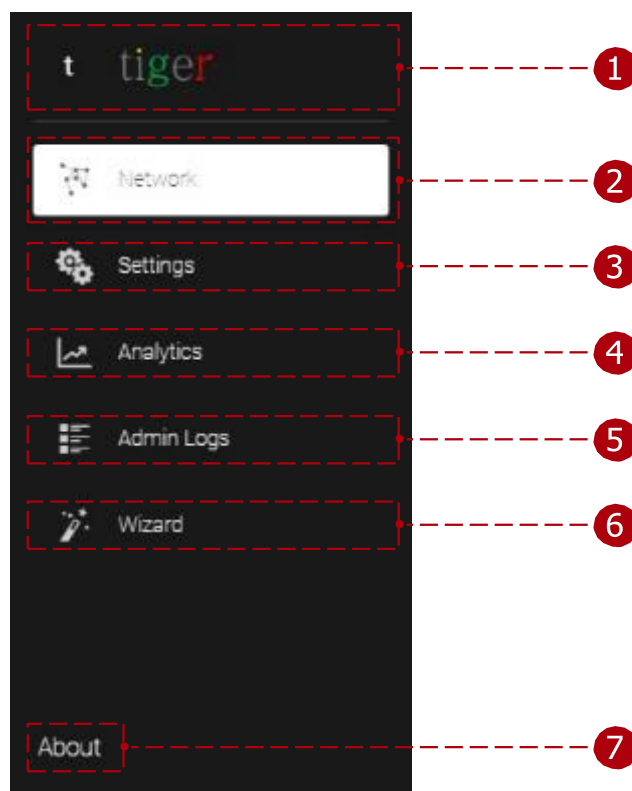 t tiger
1
Network
2
Settings
3
Analytics
4
Admin Logs
5
Wizard
6
About
7